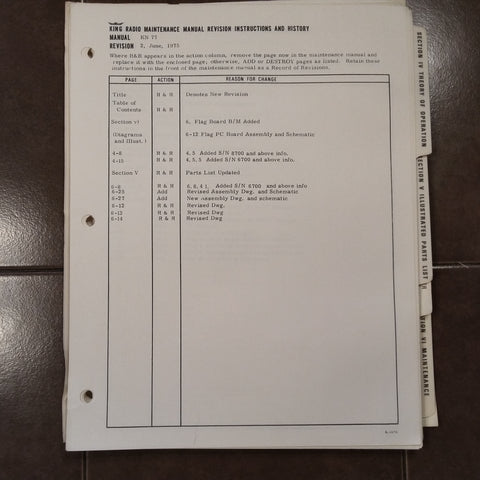 KING RADIO MAINTENANCE MANUAL REVISION INSTRUCTIONS AND HISTORY
MANUAL KN 75
REVISION 2, June, 1975
Where R&R appears in the action column, remove the page now in the maintenance manual and
replace it with the enclosed page; otherwise, ADD or DESTROY pages as listed. Retain these
instructions in the front of the maintenance manual as a Record of Revisions.
PAGE ACTION REASON FOR CHANGE
Title R & R Denotes New Revision
Table of
Contents R & R
Section VI R & R 6. Flag Board B/M Added
(Diagrams 6-12 Flag PC Board Assembly and Schematic
and Illust.)
4-8 R & R 4, 5 Added S/N 6700 and above info.
4-10 R & R 4, 5, 5 Added S/N 6700 and above info.
Section V R & R Parts List Updated
R & R Added S/N 6700 and above info
6-25 Add Revised Assembly Dwg. and Schematic
6-27 Add New Assembly Dwg. and schematic
6-12 R & R Revised Dwg.
6-13 R & R Revised Dwg
6-14 R & R Revised Dwg.
SECTION IV THEORY OF OPERATION
SECTION V ILLUSTRATED PARTS LIST
SECTION VI MAINTENANCE